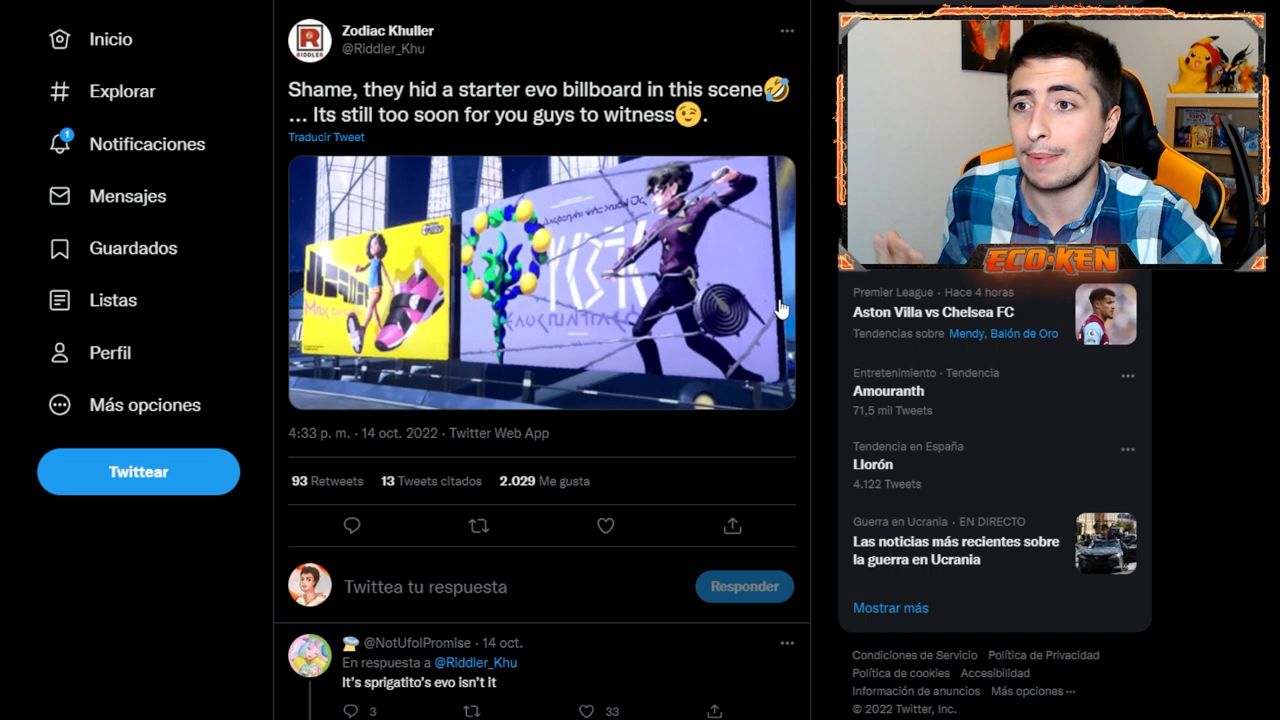 Inicio
Explorar
1
Notificaciones
Mensajes
Guardados
Listas
Perfil
Más opciones
Twittear
RIDDLER
Zodiac Khuller
@Riddler_Khu
Shame, they hid a starter evo billboard in this scene🤣
... Its still too soon for you guys to witness😉.
Traducir Tweet
4:33 p. m. · 14 oct. 2022 · Twitter Web App
93 Retweets 13 Tweets citados 2.029 Me gusta
Twittea tu respuesta
Responder
@NotUfoIPromise · 14 oct.
En respuesta a @Riddler_Khu
It's sprigatito's evo isn't it
3
33
ECO·KEN
Premier League · Hace 4 horas
Aston Villa vs Chelsea FC
Tendencias sobre Mendy, Balón de Oro
Entretenimiento · Tendencia
Amouranth
71,5 mil Tweets
Tendencia en España
Llorón
4.122 Tweets
Guerra en Ucrania · EN DIRECTO
Las noticias más recientes sobre
la guerra en Ucrania
Mostrar más
Condiciones de Servicio Política de Privacidad
Política de cookies Accesibilidad
Información de anuncios Más opciones ···
© 2022 Twitter, Inc.